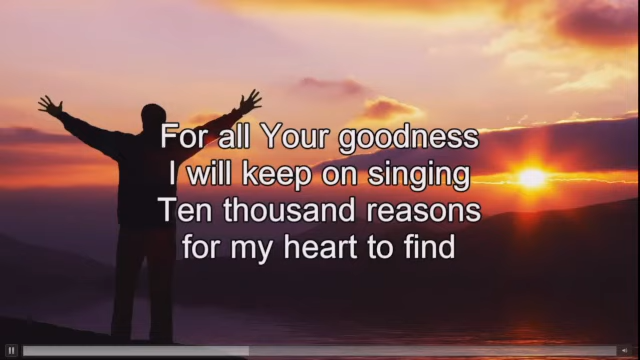 For all Your goodness
I will keep on singing
Ten thousand reasons
for my heart to find